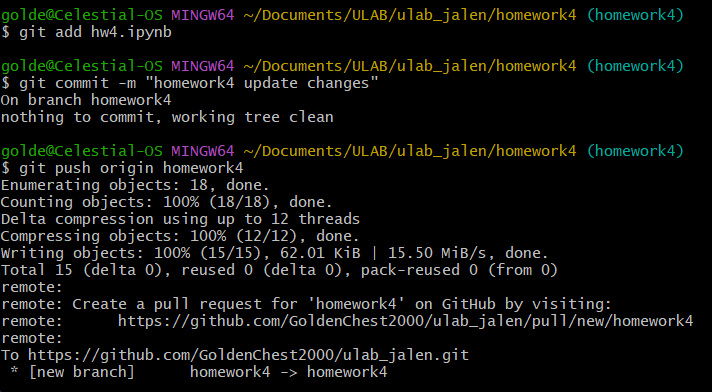 golde@Celestial-OS MINGW64 ~/Documents/ULAB/ulab_jalen/homework4 (homework4)
$ git add hw4.ipynb
golde@Celestial-OS MINGW64 ~/Documents/ULAB/ulab_jalen/homework4 (homework4)
$ git commit -m "homework4 update changes"
On branch homework4
nothing to commit, working tree clean
golde@Celestial-OS MINGW64 ~/Documents/ULAB/ulab_jalen/homework4 (homework4)
$ git push origin homework4
Enumerating objects: 18, done.
Counting objects: 100% (18/18), done.
Delta compression using up to 12 threads
Compressing objects: 100% (12/12), done.
Writing objects: 100% (15/15), 62.01 KiB | 15.50 MiB/s, done.
Total 15 (delta 0), reused 0 (delta 0), pack-reused 0 (from 0)
remote:
remote: Create a pull request for 'homework4' on GitHub by visiting:
remote:      https://github.com/GoldenChest2000/ulab_jalen/pull/new/homework4
remote:
To https://github.com/GoldenChest2000/ulab_jalen.git
 * [new branch]      homework4 -> homework4